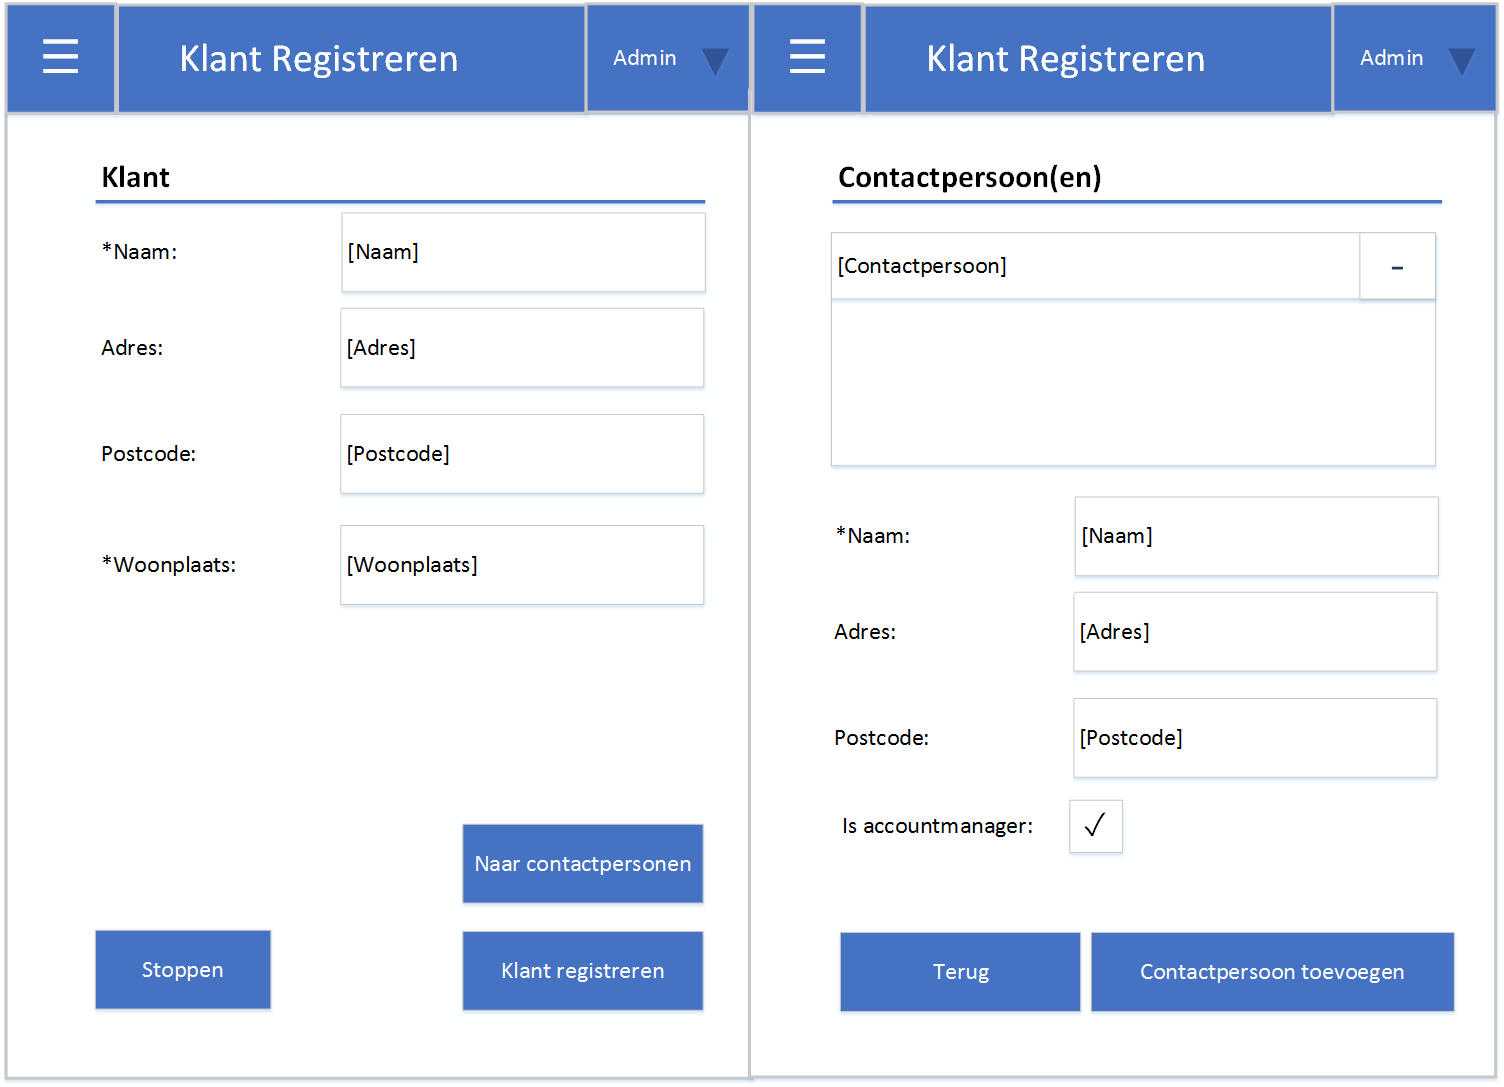 Klant Registreren
Admin
Klant
*Naam:
[Naam]
Adres:
[Adres]
Postcode:
[Postcode]
*Woonplaats:
[Woonplaats]
Naar contactpersonen
Stoppen
Klant registreren
Klant Registreren
Admin
Contactpersoon(en)
[Contactpersoon]
-
*Naam:
[Naam]
Adres:
[Adres]
Postcode:
[Postcode]
Is accountmanager:
Terug
Contactpersoon toevoegen